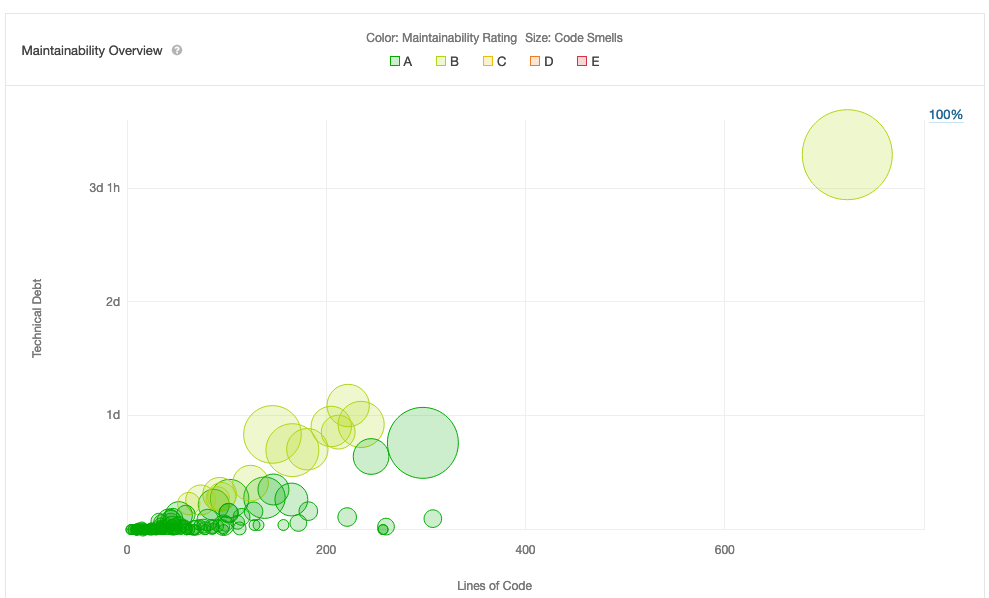 Color: Maintainability Rating Size: Code Smells
Maintainability Overview ?
A B C D E
100%
3d 1h
2d
Technical Debt
1d
0 200 400 600
Lines of Code